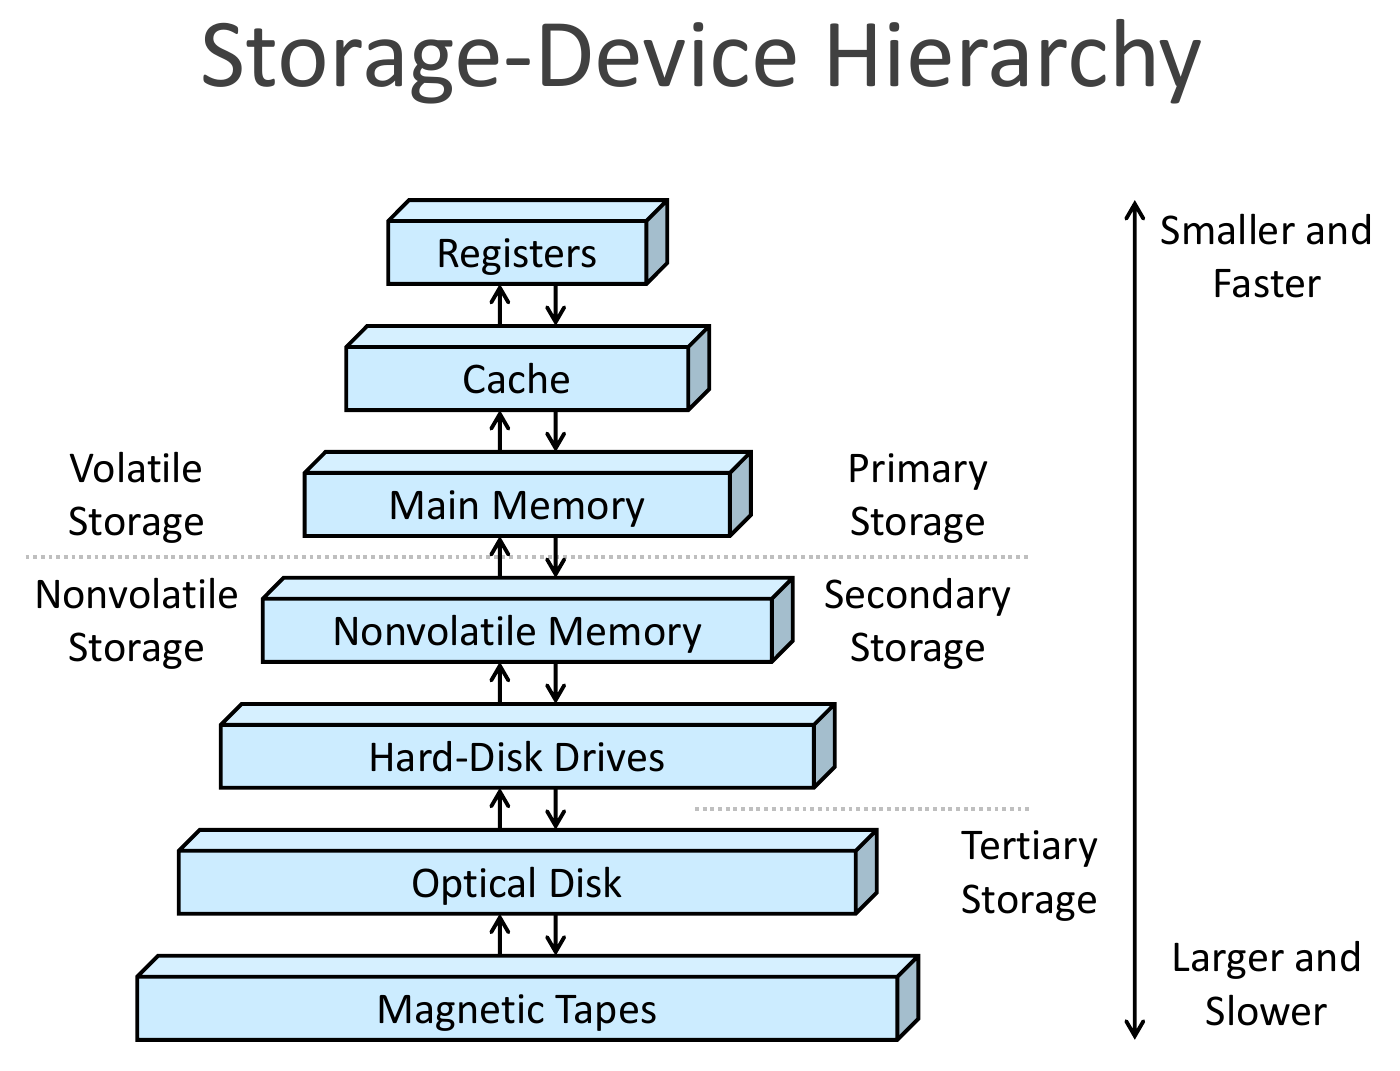 Storage-Device Hierarchy
Registers
Smaller and
Faster
Cache
Volatile
Storage
Main Memory
Primary
Storage
Nonvolatile
Storage
Nonvolatile Memory
Secondary
Storage
Hard-Disk Drives
Optical Disk
Tertiary
Storage
Magnetic Tapes
Larger and
Slower